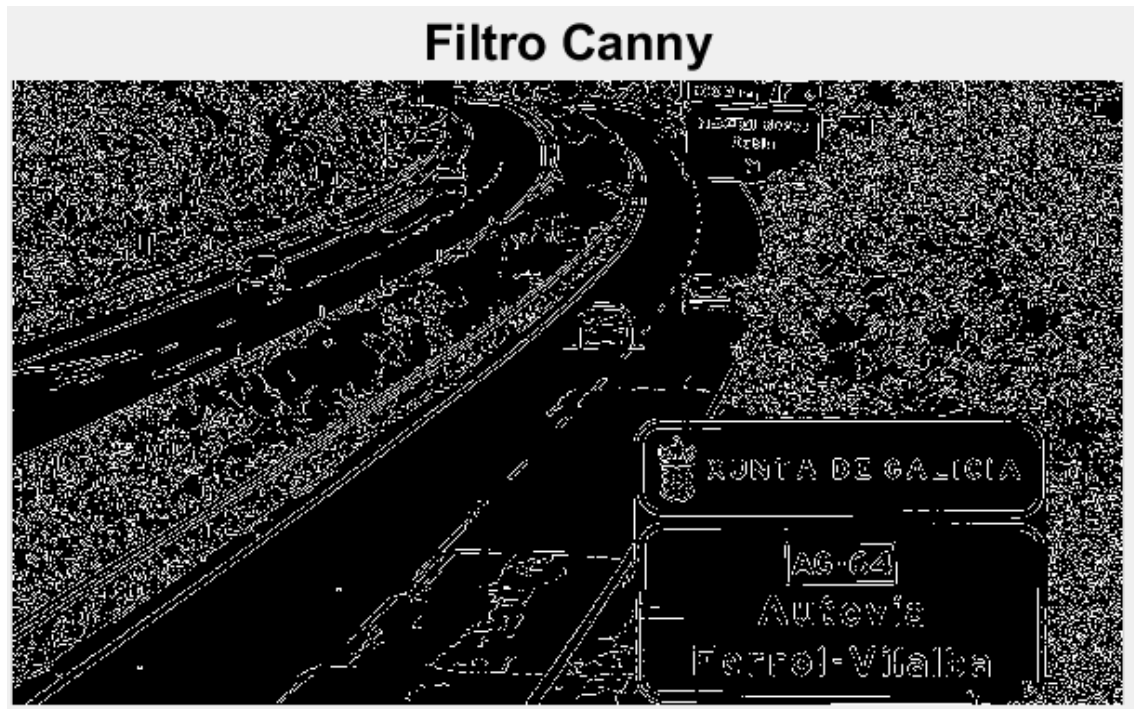 Filtro Canny
XUNTA DE GALICIA
AG-64
Autovía
Ferrol-Vilalba